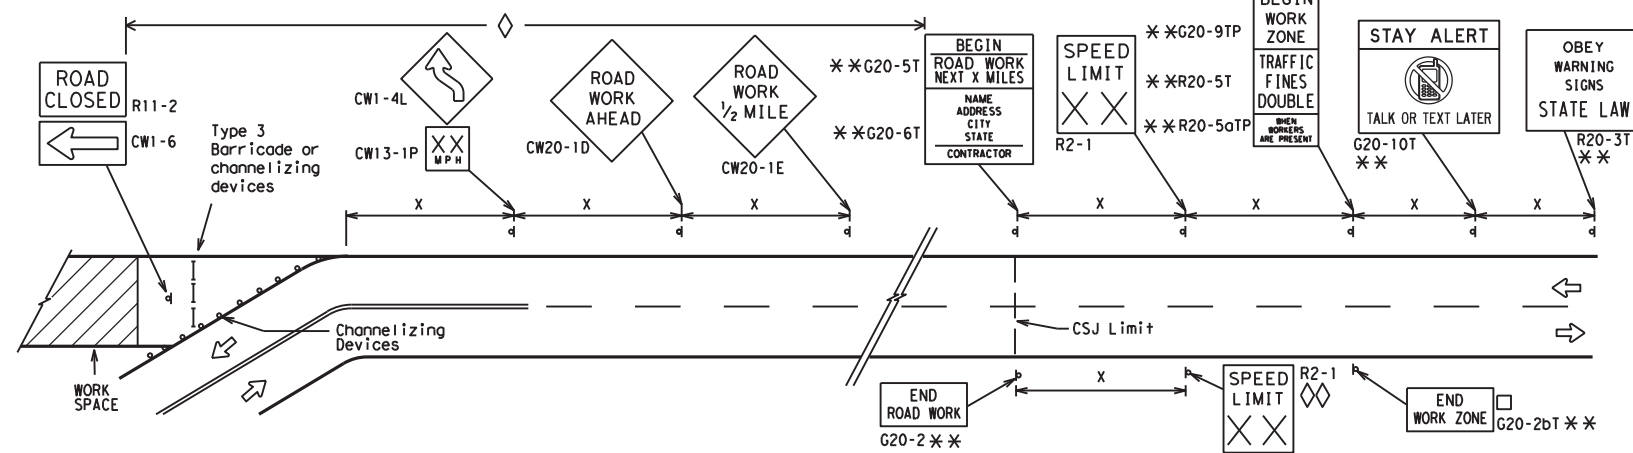 ROAD
CLOSED
R11-2
CW1-6
Type 3
Barricade or
channelizing
devices
CW1-4L
XX
MPH
CW13-1P
ROAD
WORK
AHEAD
CW20-1D
ROAD
WORK
1/2 MILE
CW20-1E
* *G20-5T
* *G20-6T
BEGIN
ROAD WORK
NEXT X MILES
NAME
ADDRESS
CITY
STATE
CONTRACTOR
SPEED
LIMIT
X X
R2-1
* *G20-9TP
* *R20-5T
* *R20-5aTP
BEGIN
WORK
ZONE
TRAFFIC
FINES
DOUBLE
WHEN
WORKERS
ARE PRESENT
STAY ALERT
TALK OR TEXT LATER
G20-10T
* *
OBEY
WARNING
SIGNS
STATE LAW
R20-3T
* *
X
X
X
X
X
X
X
Channelizing
Devices
CSJ Limit
WORK
SPACE
X
END
ROAD WORK
G20-2 * *
SPEED
LIMIT
X X
R2-1
END
WORK ZONE
G20-2bT * *